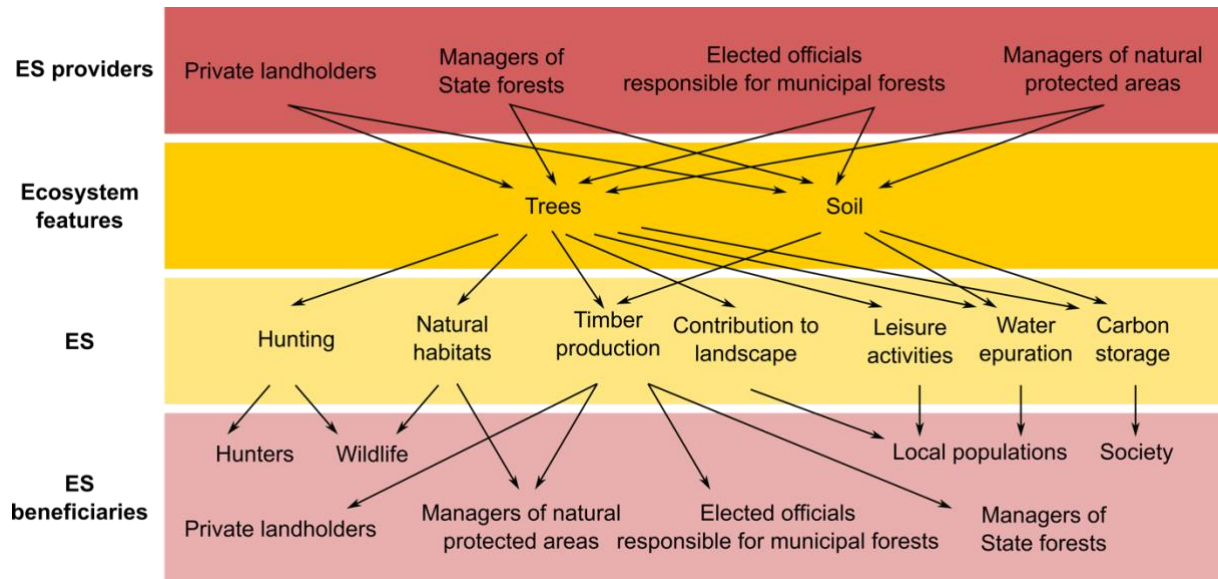 ES providers
Private landholders
Managers of
State forests
Elected officials
responsible for municipal forests
Managers of natural
protected areas
Ecosystem
features
Trees
Soil
ES
Hunting
Natural
habitats
Timber
production
Contribution to
landscape
Leisure
activities
Water
epuration
Carbon
storage
ES
beneficiaries
Hunters
Wildlife
Local populations
Society
Private landholders
Managers of natural
protected areas
Elected officials
responsible for municipal forests
Managers of
State forests